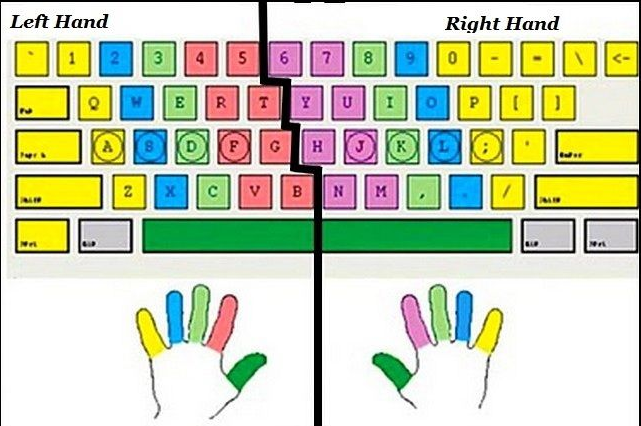 Left Hand
Right Hand
` 1 2 3 4 5 6 7 8 9 0 - = \ <-
Q W E R T Y U I O P [ ]
A S D F G H J K L ; '
Z X C V B N M , . /